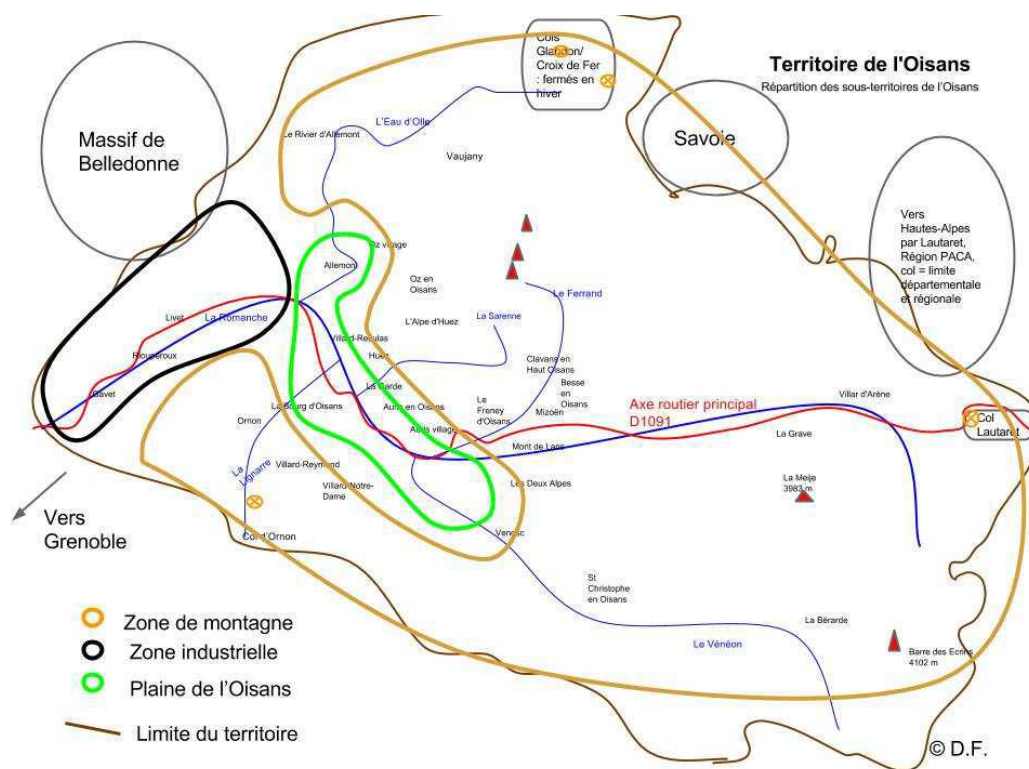 Territoire de l'Oisans
Répartition des sous-territoires de l'Oisans
Cols
Glandon/
Croix de Fer
: fermés en
hiver
Massif de
Belledonne
Savoie
Vers
Hautes-Alpes
par Lautaret,
Région PACA,
col = limite
départementale
et régionale
L'Eau d'Olle
Le Rivier d'Allemont
Vaujany
Oz village
Allemont
Oz en
Oisans
Le Ferrand
La Sarenne
L'Alpe d'Huez
Livet
La Romanche
Rioupéroux
Gavet
Villard-Reculas
Huez
La Garde
Clavans en
Haut Oisans
Besse
en
Oisans
Mizoën
Le
Freney
d'Oisans
Auris en Oisans
Auris village
Le Bourg d'Oisans
Ornon
La
Lignarre
Villard-Reymond
Villard-Notre-
Dame
Col d'Ornon
Axe routier principal
D1091
Villar d'Arène
Col
Lautaret
La Grave
Mont de Lans
Les Deux Alpes
La Meije
3983 m
Venosc
St
Christophe
en Oisans
La Bérarde
Le Vénéon
Barre des Ecrins
4102 m
Vers
Grenoble
Zone de montagne
Zone industrielle
Plaine de l'Oisans
Limite du territoire
© D.F.